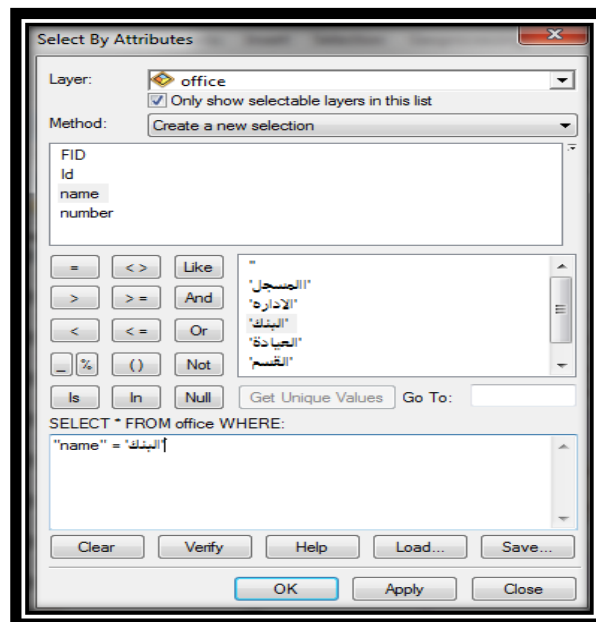 Select By Attributes
Layer: office
Only show selectable layers in this list
Method: Create a new selection
FID
Id
name
number
= <> Like
> >= And
< <= Or
_ % () Not
Is In Null
''
'االمسجل'
'الاداره'
'البنك'
'العيادة'
'القسم'
Get Unique Values Go To:
SELECT * FROM office WHERE:
"name" = 'البنك'
Clear Verify Help Load... Save...
OK Apply Close